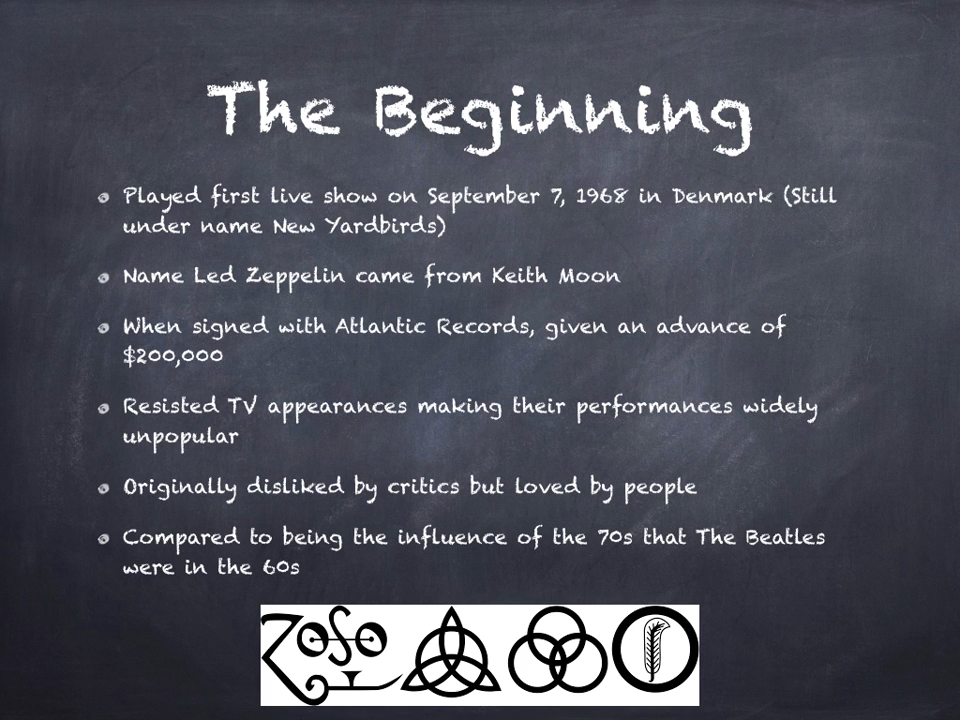 The Beginning
Played first live show on September 7, 1968 in Denmark (Still
under name New Yardbirds)
Name Led Zeppelin came from Keith Moon
When signed with Atlantic Records, given an advance of
$200,000
Resisted TV appearances making their performances widely
unpopular
Originally disliked by critics but loved by people
Compared to being the influence of the 70s that The Beatles
were in the 60s
ZoSo